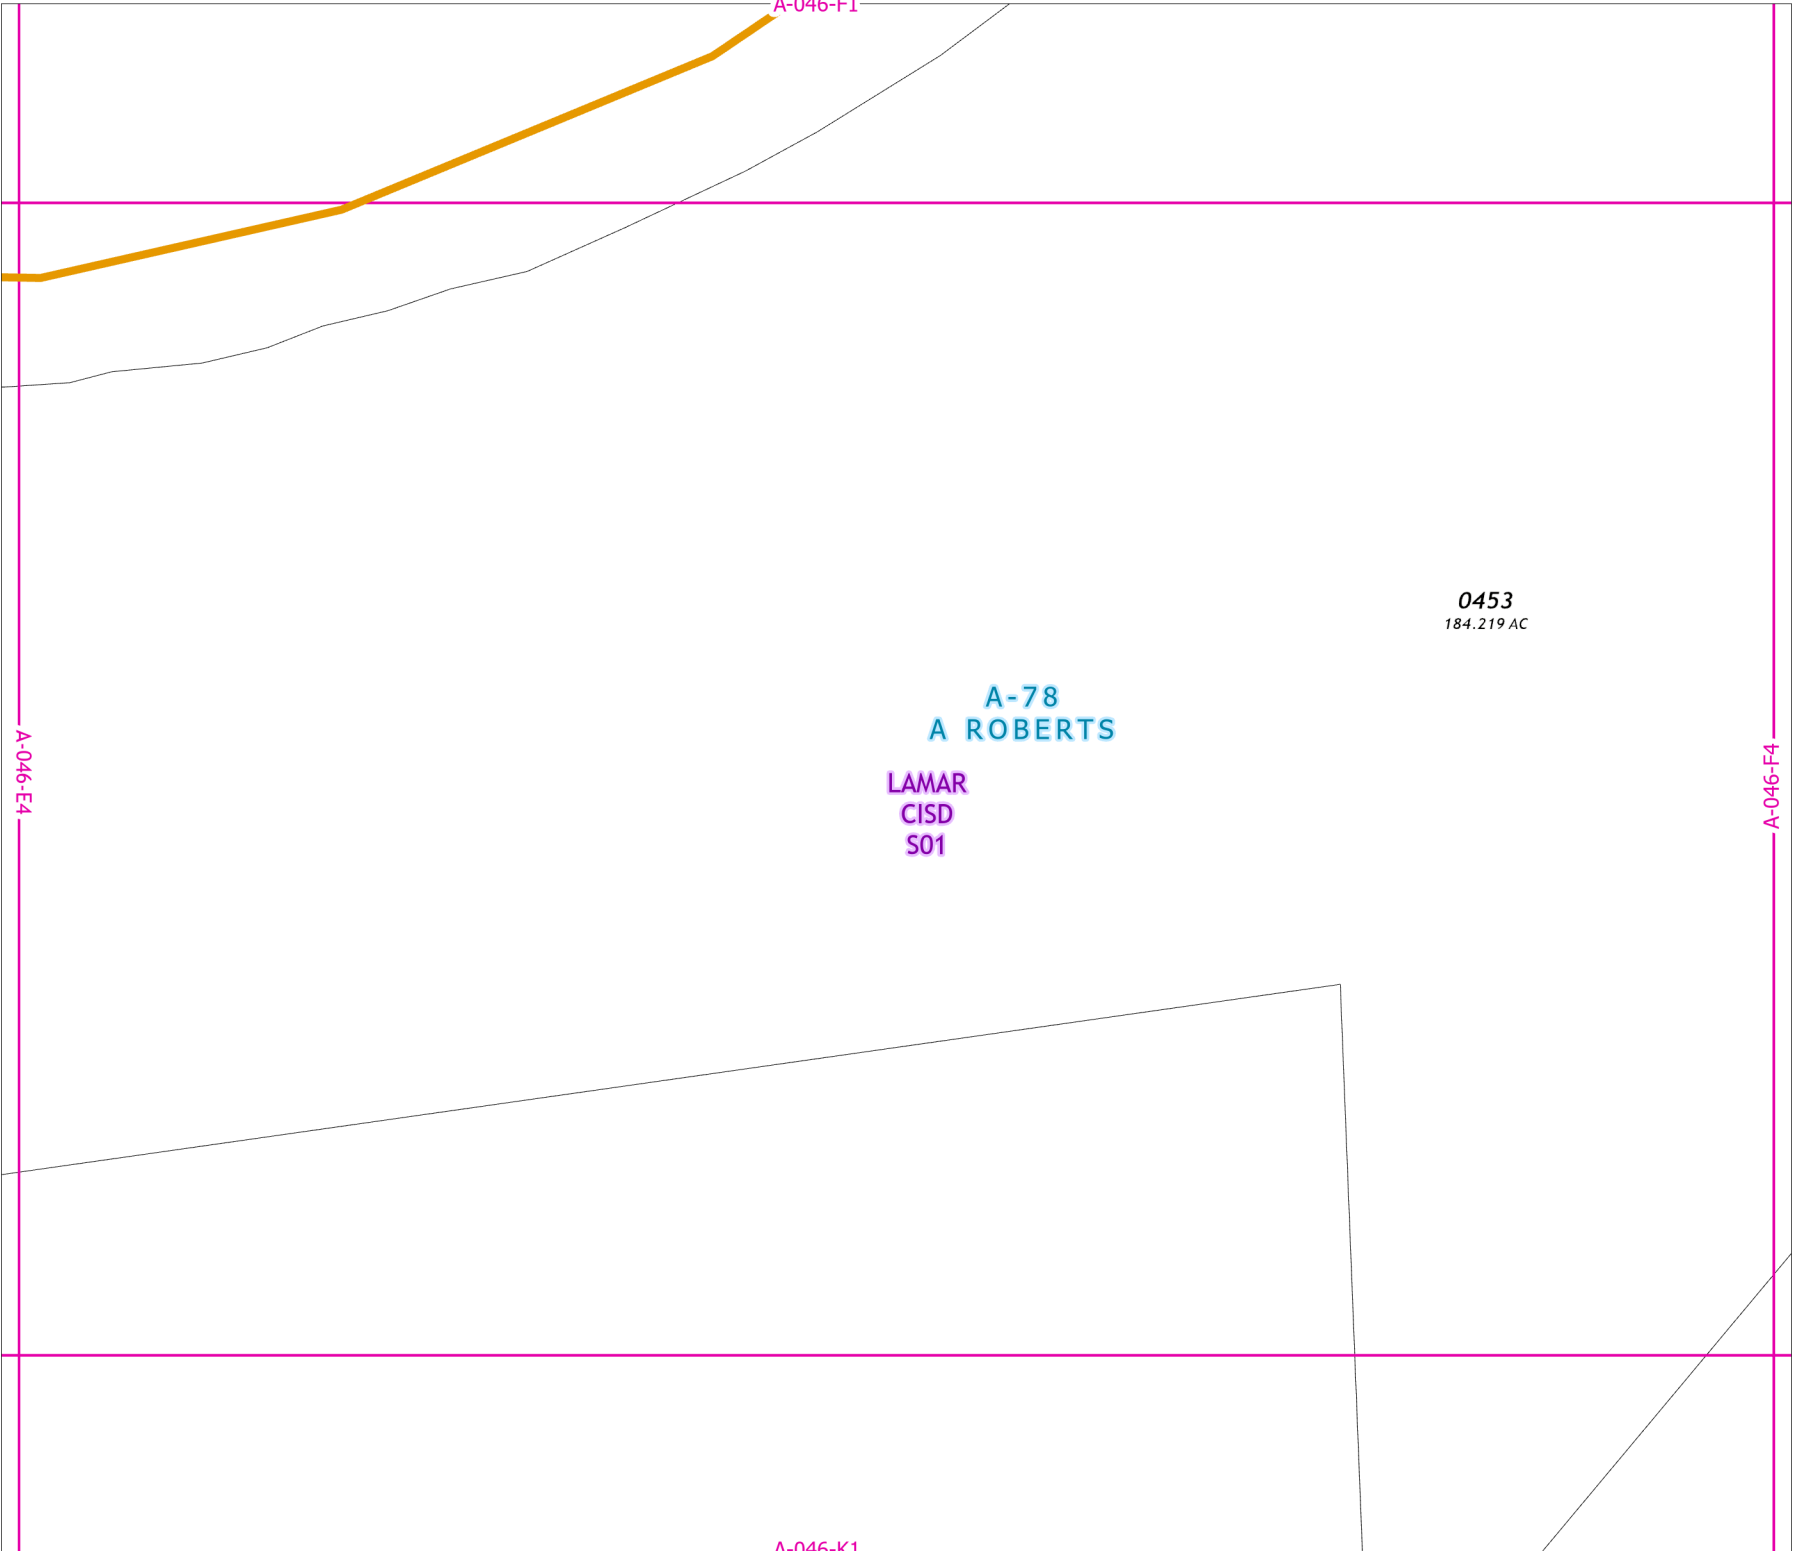 A-046-F1
0453
184.219 AC
A-78
A ROBERTS
A-046-E4
A-046-F4
LAMAR
CISD
S01
A-046-K1